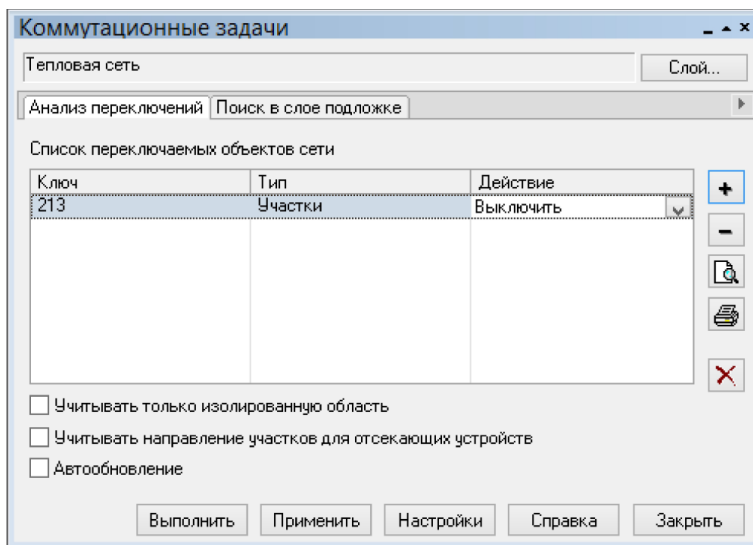 Коммутационные задачи
Тепловая сеть
Слой...
Анализ переключений Поиск в слое подложке
Список переключаемых объектов сети
Ключ Тип Действие
213 Участки Выключить
Учитывать только изолированную область
Учитывать направление участков для отсекающих устройств
Автообновление
Выполнить Применить Настройки Справка Закрыть